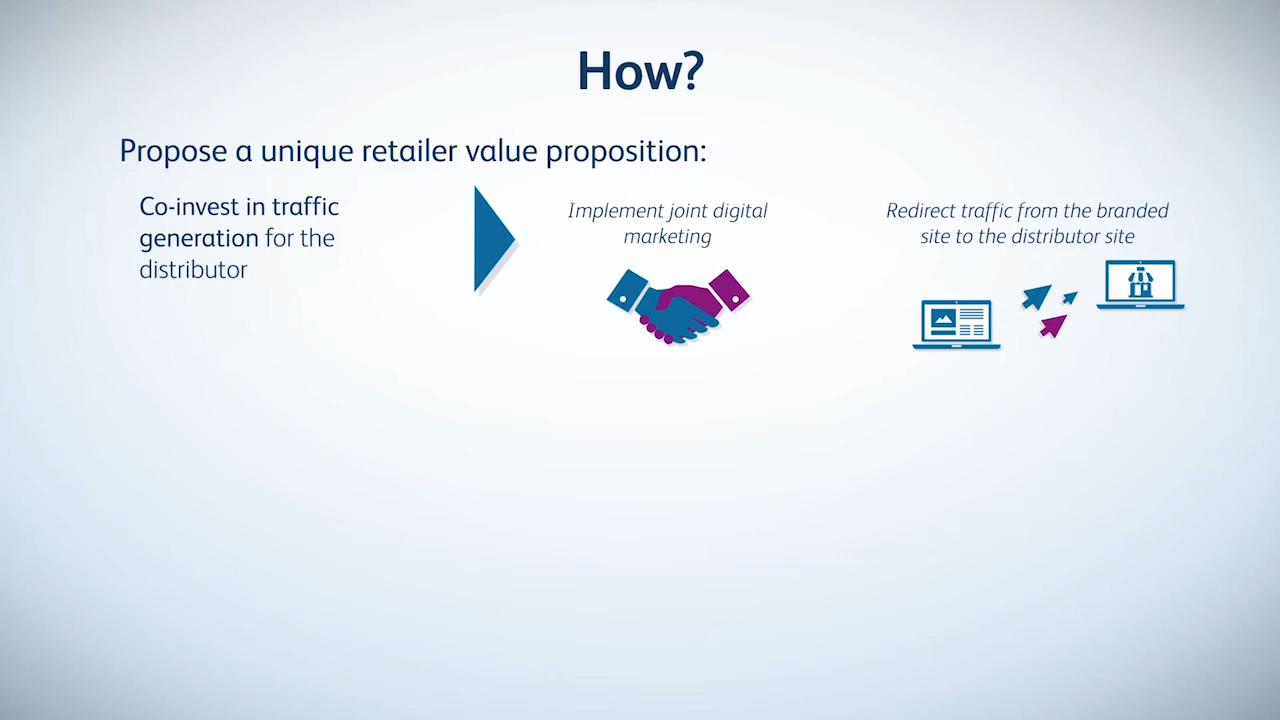 How?
Propose a unique retailer value proposition:
Co-invest in traffic
generation for the
distributor
Implement joint digital
marketing
Redirect traffic from the branded
site to the distributor site